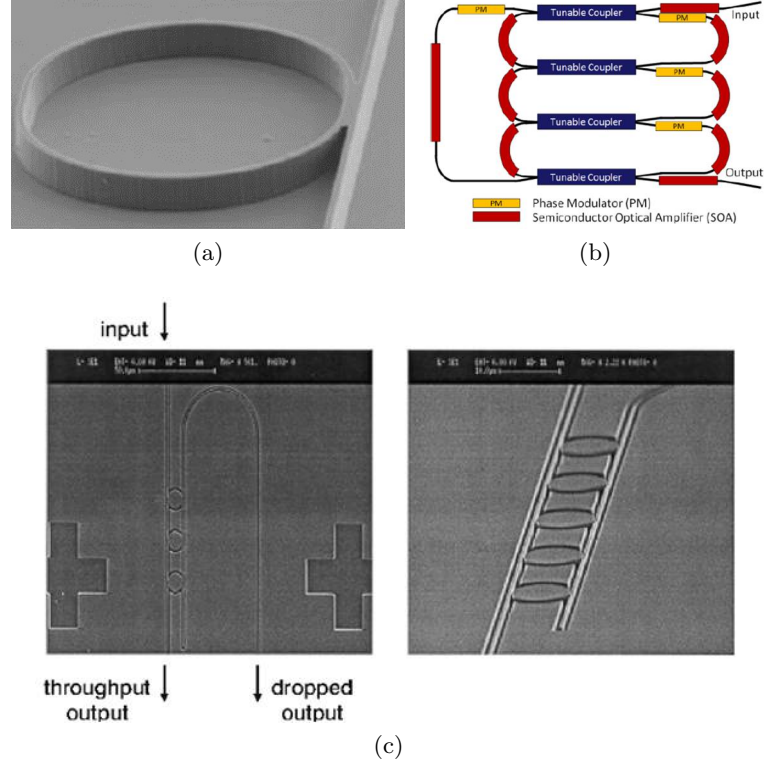 PM
Tunable Coupler
Input
PM
Tunable Coupler
PM
Tunable Coupler
PM
Tunable Coupler
Output
PM
Phase Modulator (PM)
Semiconductor Optical Amplifier (SOA)
(a)
(b)
input
throughput
output
dropped
output
(c)